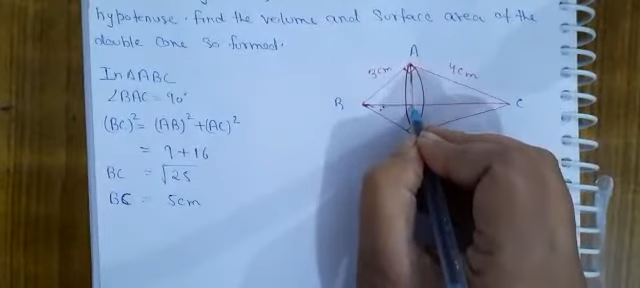 hypotenuse. Find the volume and surface area of the
double cone so formed.
In ΔABC
∠BAC = 90°
(BC)² = (AB)² + (AC)²
= 9 + 16
BC = √25
BC = 5cm
A
3cm
4cm
B
C